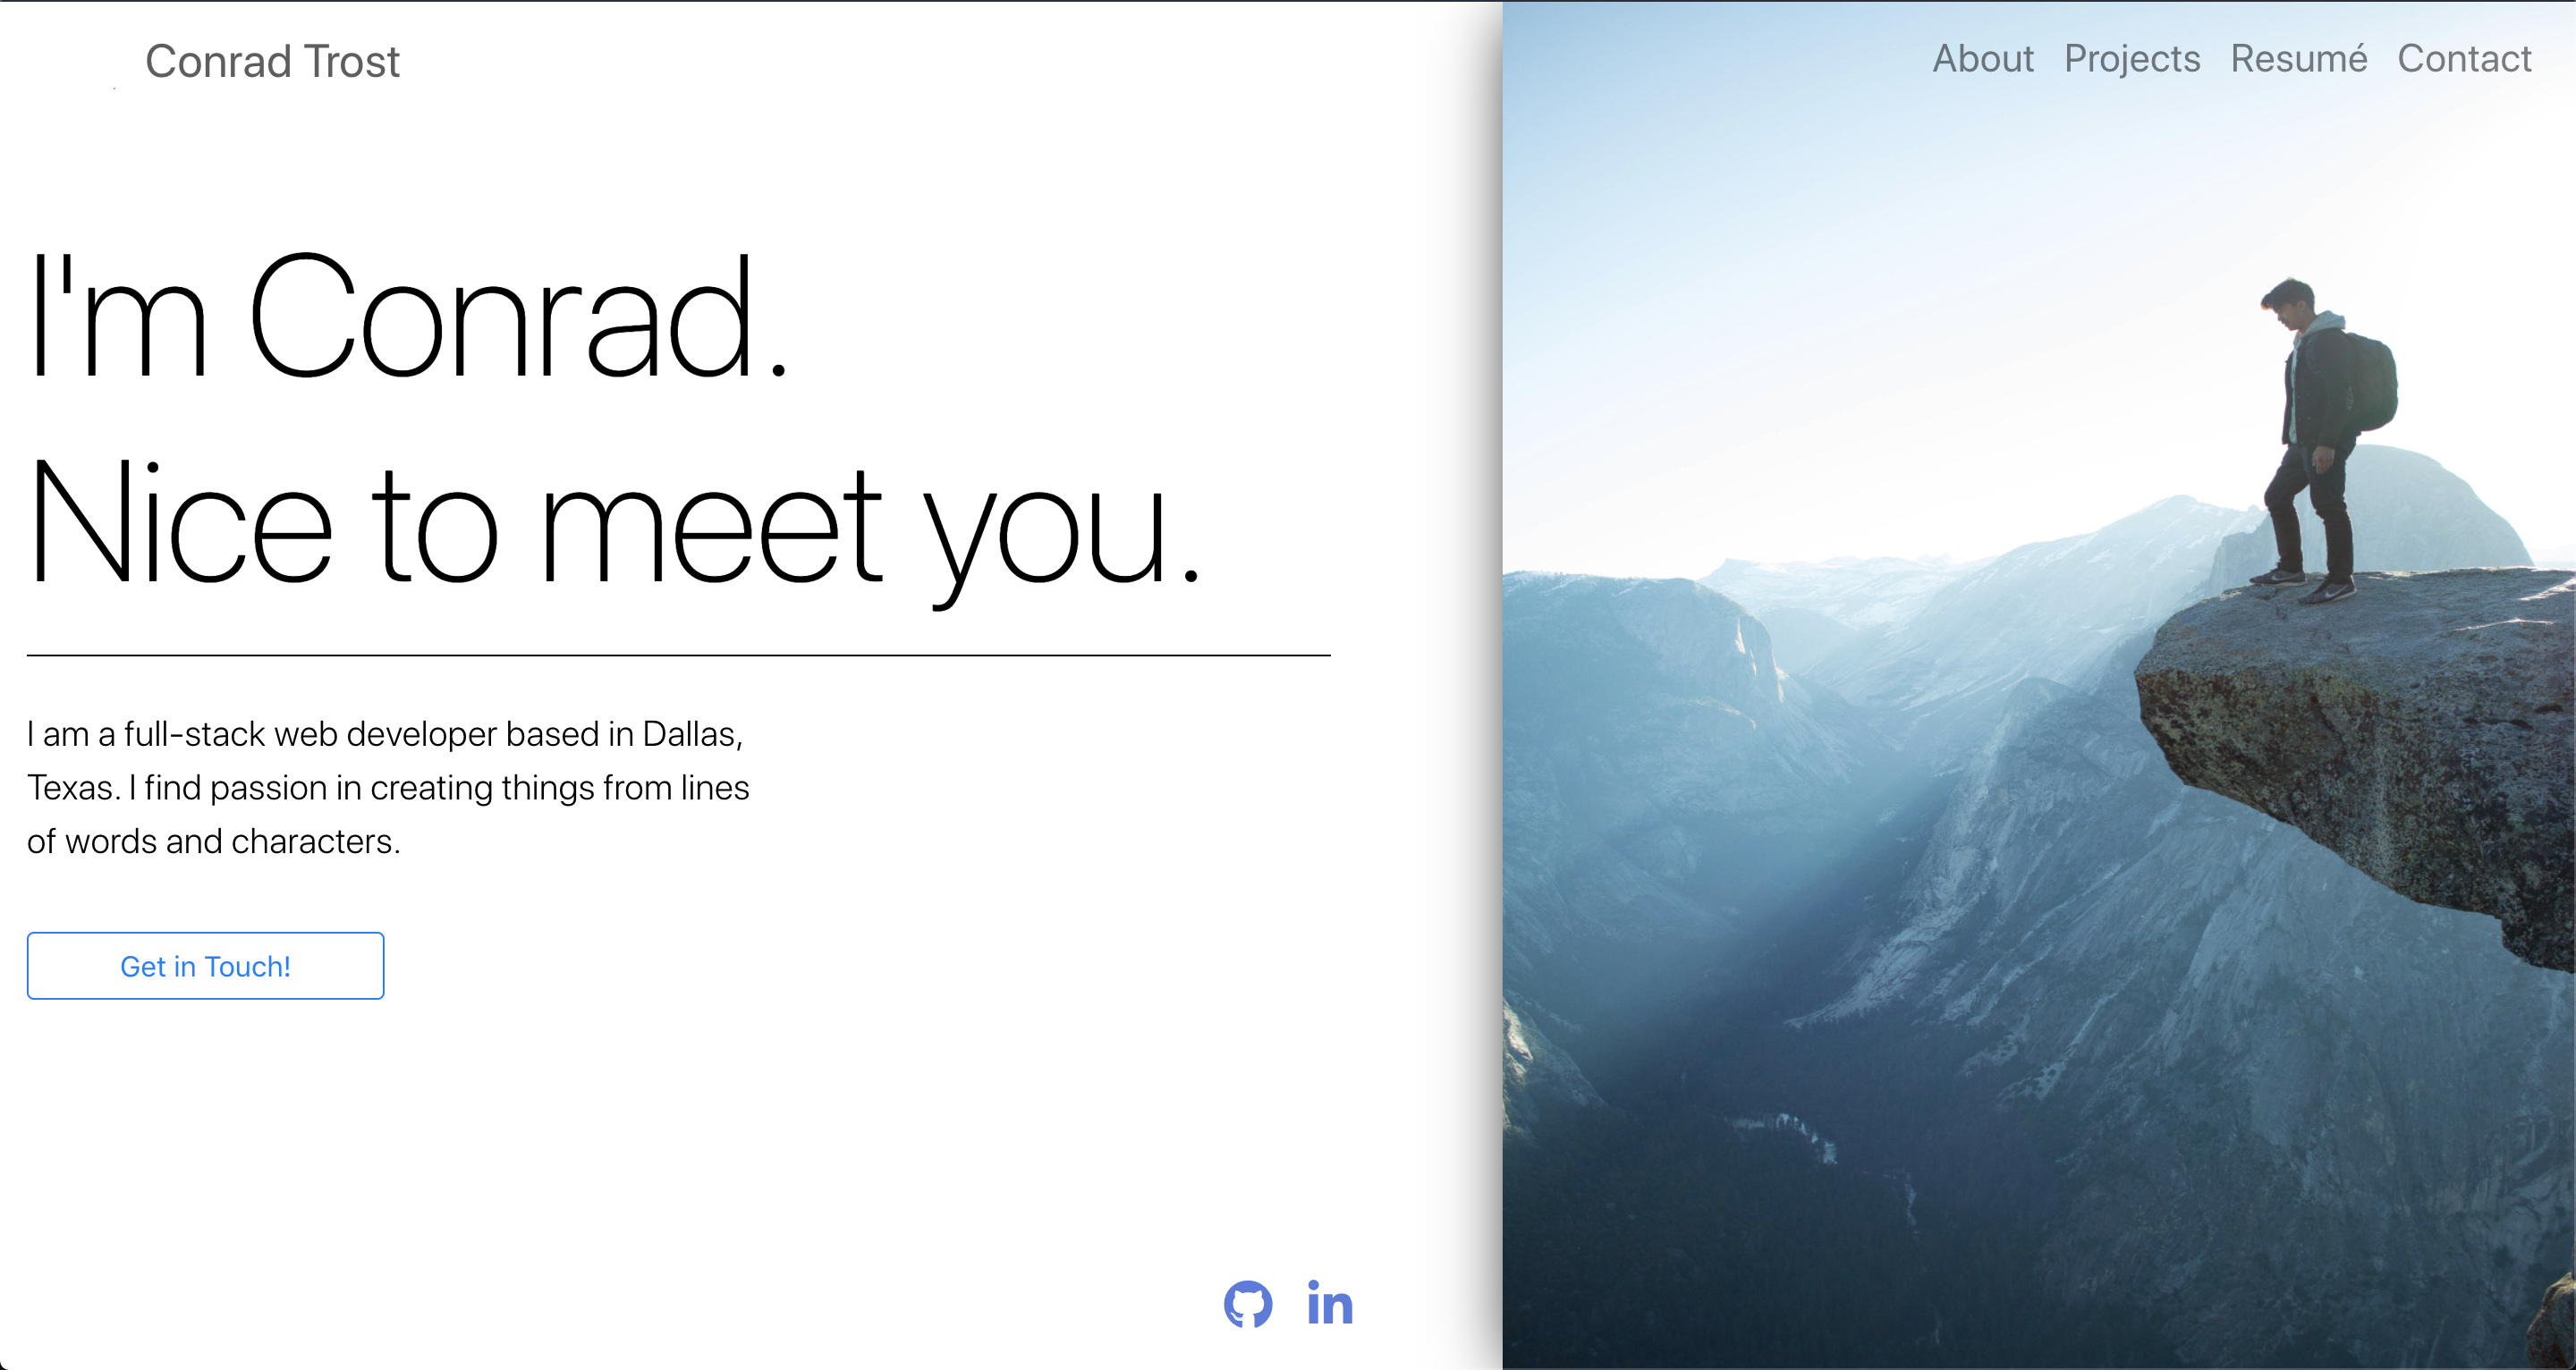 Conrad Trost
About Projects Resumé Contact
I'm Conrad.
Nice to meet you.
I am a full-stack web developer based in Dallas,
Texas. I find passion in creating things from lines
of words and characters.
Get in Touch!
in